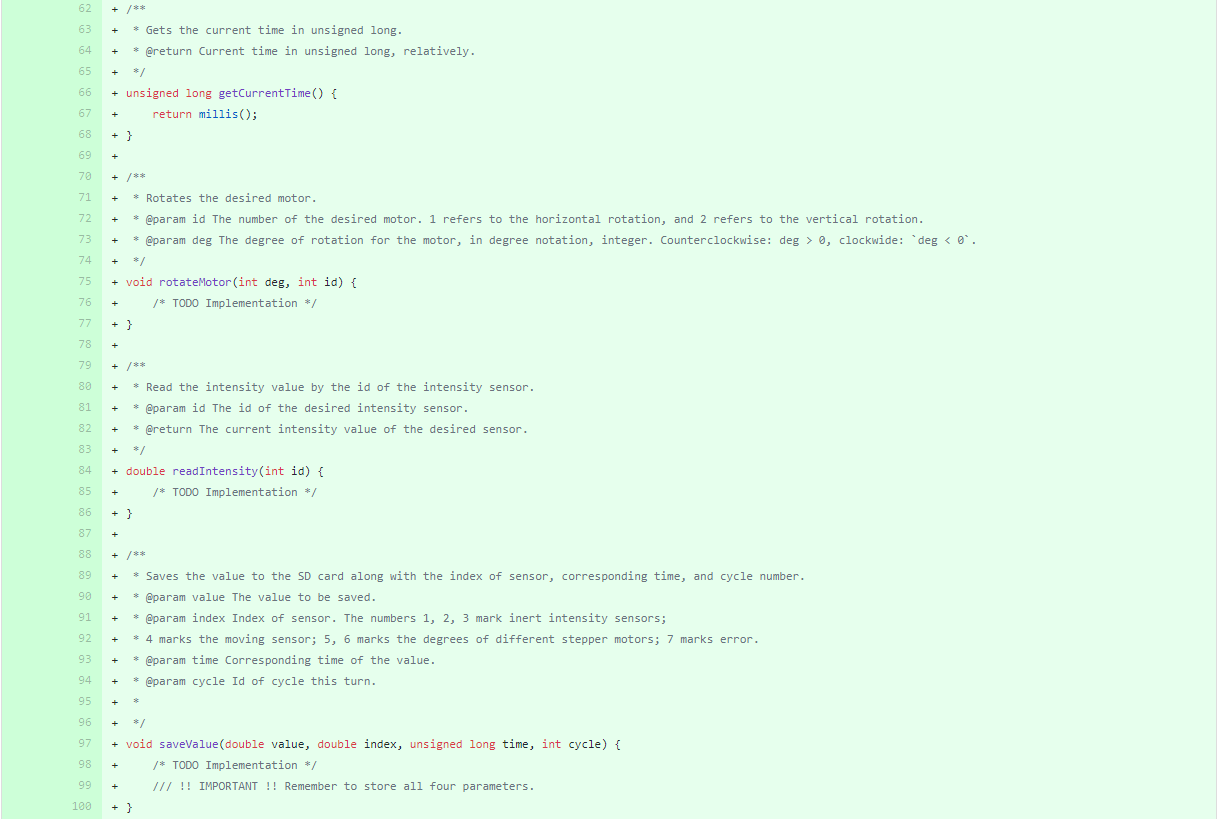 62 + /**
63 + * Gets the current time in unsigned long.
64 + * @return Current time in unsigned long, relatively.
65 + */
66 + unsigned long getCurrentTime() {
67 + return millis();
68 + }
69 +
70 + /**
71 + * Rotates the desired motor.
72 + * @param id The number of the desired motor. 1 refers to the horizontal rotation, and 2 refers to the vertical rotation.
73 + * @param deg The degree of rotation for the motor, in degree notation, integer. Counterclockwise: deg > 0, clockwide: `deg < 0`.
74 + */
75 + void rotateMotor(int deg, int id) {
76 + /* TODO Implementation */
77 + }
78 +
79 + /**
80 + * Read the intensity value by the id of the intensity sensor.
81 + * @param id The id of the desired intensity sensor.
82 + * @return The current intensity value of the desired sensor.
83 + */
84 + double readIntensity(int id) {
85 + /* TODO Implementation */
86 + }
87 +
88 + /**
89 + * Saves the value to the SD card along with the index of sensor, corresponding time, and cycle number.
90 + * @param value The value to be saved.
91 + * @param index Index of sensor. The numbers 1, 2, 3 mark inert intensity sensors;
92 + * 4 marks the moving sensor; 5, 6 marks the degrees of different stepper motors; 7 marks error.
93 + * @param time Corresponding time of the value.
94 + * @param cycle Id of cycle this turn.
95 + *
96 + */
97 + void saveValue(double value, double index, unsigned long time, int cycle) {
98 + /* TODO Implementation */
99 + /// !! IMPORTANT !! Remember to store all four parameters.
100 + }